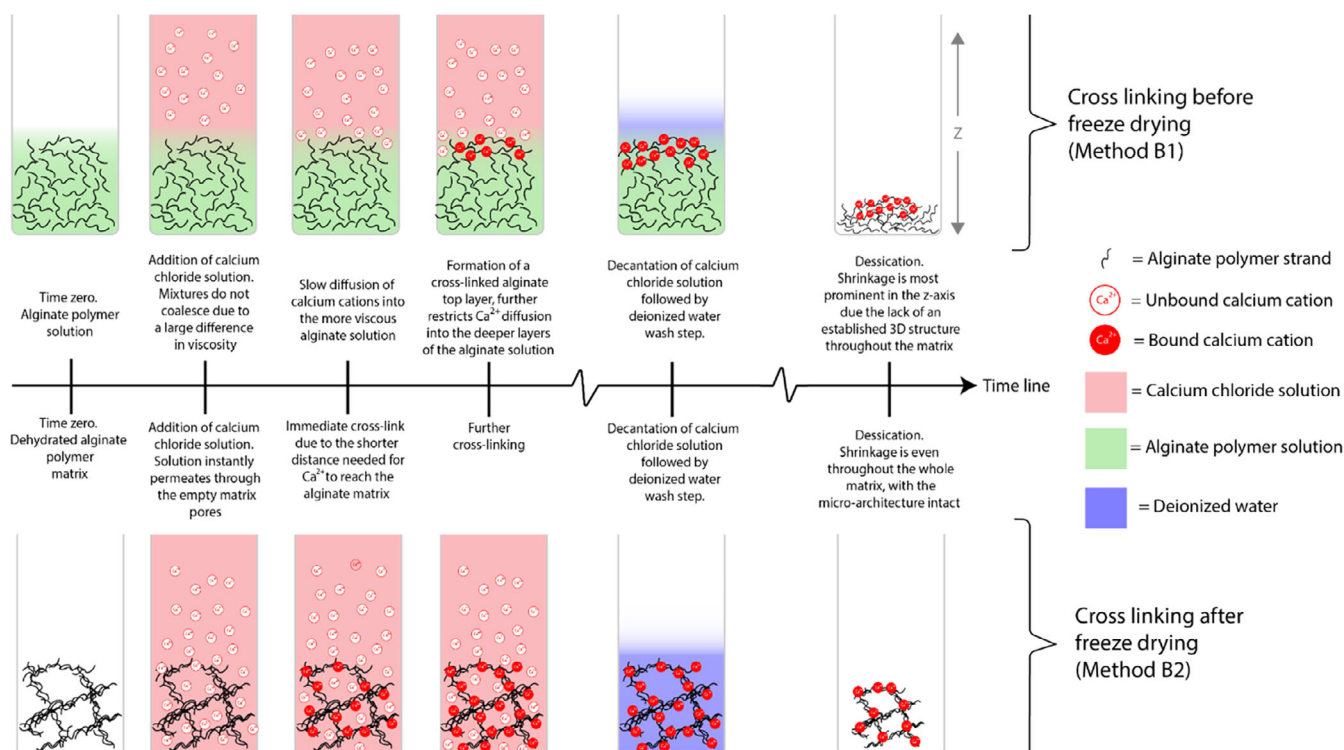 Z
Cross linking before
freeze drying
(Method B1)
Time zero.
Alginate polymer
solution
Addition of calcium
chloride solution.
Mixtures do not
coalesce due to
a large difference
in viscosity
Slow diffusion of
calcium cations into
the more viscous
alginate solution
Formation of a
cross-linked alginate
top layer, further
restricts Ca²⁺ diffusion
into the deeper layers
of the alginate solution
Decantation of calcium
chloride solution
followed by
deionized water
wash step.
Dessication.
Shrinkage is most
prominent in the z-axis
due the lack of an
established 3D structure
throughout the matrix
Time line
Time zero.
Dehydrated alginate
polymer
matrix
Addition of calcium
chloride solution.
Solution instantly
permeates through
the empty matrix
pores
Immediate cross-link
due to the shorter
distance needed for
Ca²⁺ to reach the
alginate matrix
Further
cross-linking
Decantation of calcium
chloride solution
followed by
deionized water
wash step.
Dessication.
Shrinkage is even
throughout the whole
matrix, with the
micro-architecture intact
= Alginate polymer strand
Ca²⁺ = Unbound calcium cation
Ca²⁺ = Bound calcium cation
= Calcium chloride solution
= Alginate polymer solution
= Deionized water
Cross linking after
freeze drying
(Method B2)